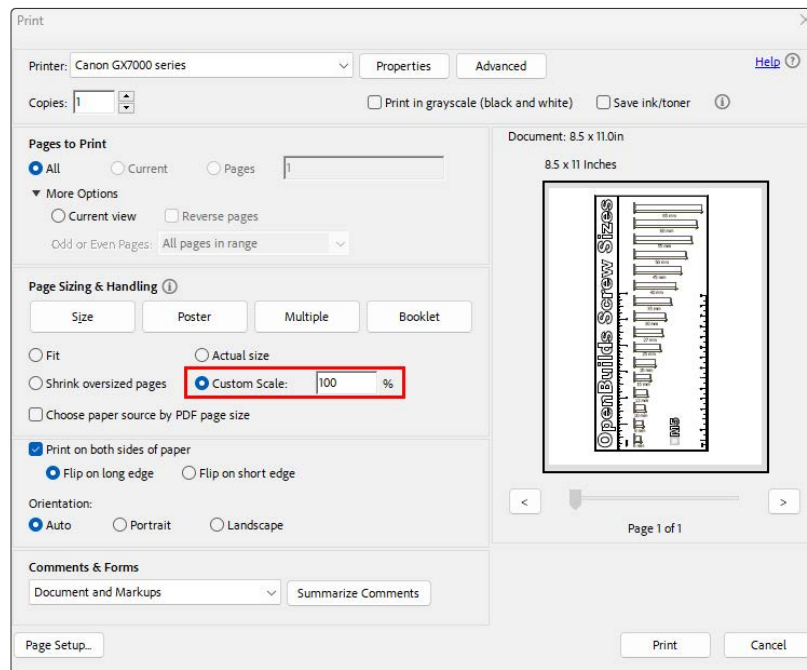 Print
Printer: Canon GX7000 series Properties Advanced Help
Copies: 1 Print in grayscale (black and white) Save ink/toner
Pages to Print
All Current Pages 1
More Options
Current view Reverse pages
Odd or Even Pages: All pages in range
Page Sizing & Handling
Size Poster Multiple Booklet
Fit Actual size
Shrink oversized pages Custom Scale: 100 %
Choose paper source by PDF page size
Print on both sides of paper
Flip on long edge Flip on short edge
Orientation:
Auto Portrait Landscape
Comments & Forms
Document and Markups Summarize Comments
Page Setup...
Document: 8.5 x 11.0in
8.5 x 11 Inches
OpenBuilds Screw Sizes
M5
< >
Page 1 of 1
Print Cancel